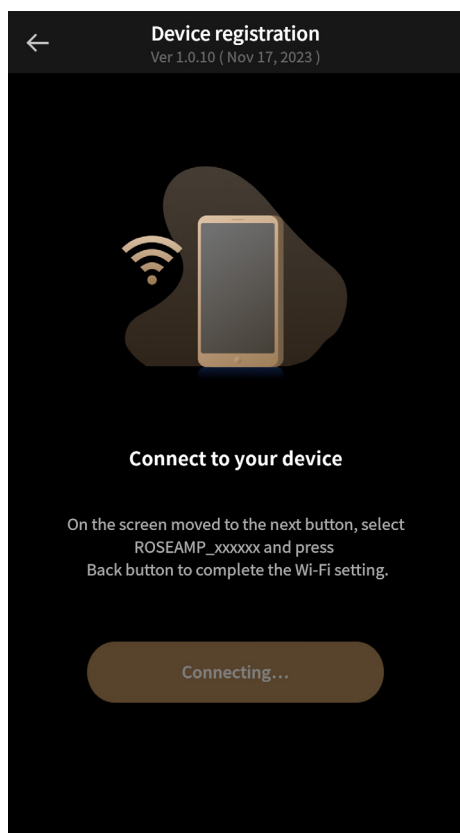 Device registration
Ver 1.0.10 ( Nov 17, 2023 )
Connect to your device
On the screen moved to the next button, select
ROSEAMP_xxxxxx and press
Back button to complete the Wi-Fi setting.
Connecting...